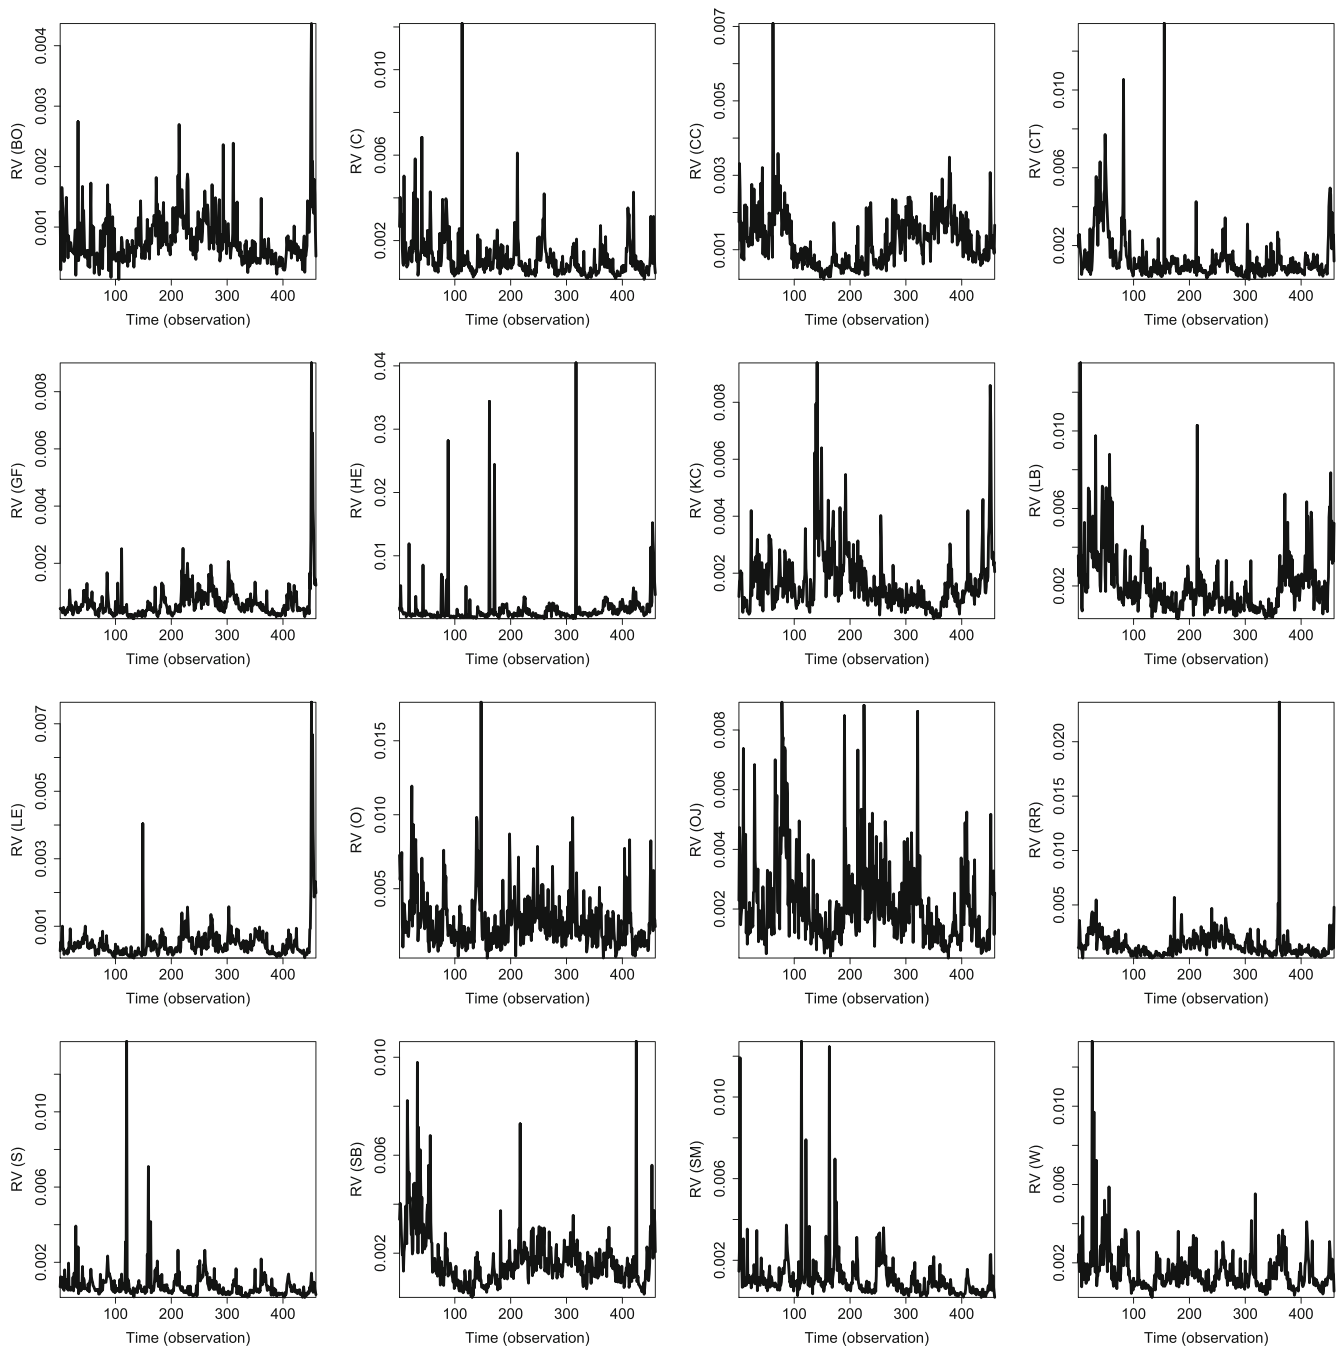 RV (BO)
0.001 0.002 0.003 0.004
100 200 300 400
Time (observation)
RV (C)
0.002 0.006 0.010
100 200 300 400
Time (observation)
RV (CC)
0.001 0.003 0.005 0.007
100 200 300 400
Time (observation)
RV (CT)
0.002 0.006 0.010
100 200 300 400
Time (observation)
RV (GF)
0.002 0.004 0.006 0.008
100 200 300 400
Time (observation)
RV (HE)
0.01 0.02 0.03 0.04
100 200 300 400
Time (observation)
RV (KC)
0.002 0.004 0.006 0.008
100 200 300 400
Time (observation)
RV (LB)
0.002 0.006 0.010
100 200 300 400
Time (observation)
RV (LE)
0.001 0.003 0.005 0.007
100 200 300 400
Time (observation)
RV (O)
0.005 0.010 0.015
100 200 300 400
Time (observation)
RV (OJ)
0.002 0.004 0.006 0.008
100 200 300 400
Time (observation)
RV (RR)
0.005 0.010 0.015 0.020
100 200 300 400
Time (observation)
RV (S)
0.002 0.006 0.010
100 200 300 400
Time (observation)
RV (SB)
0.002 0.006 0.010
100 200 300 400
Time (observation)
RV (SM)
0.002 0.006 0.010
100 200 300 400
Time (observation)
RV (W)
0.002 0.006 0.010
100 200 300 400
Time (observation)